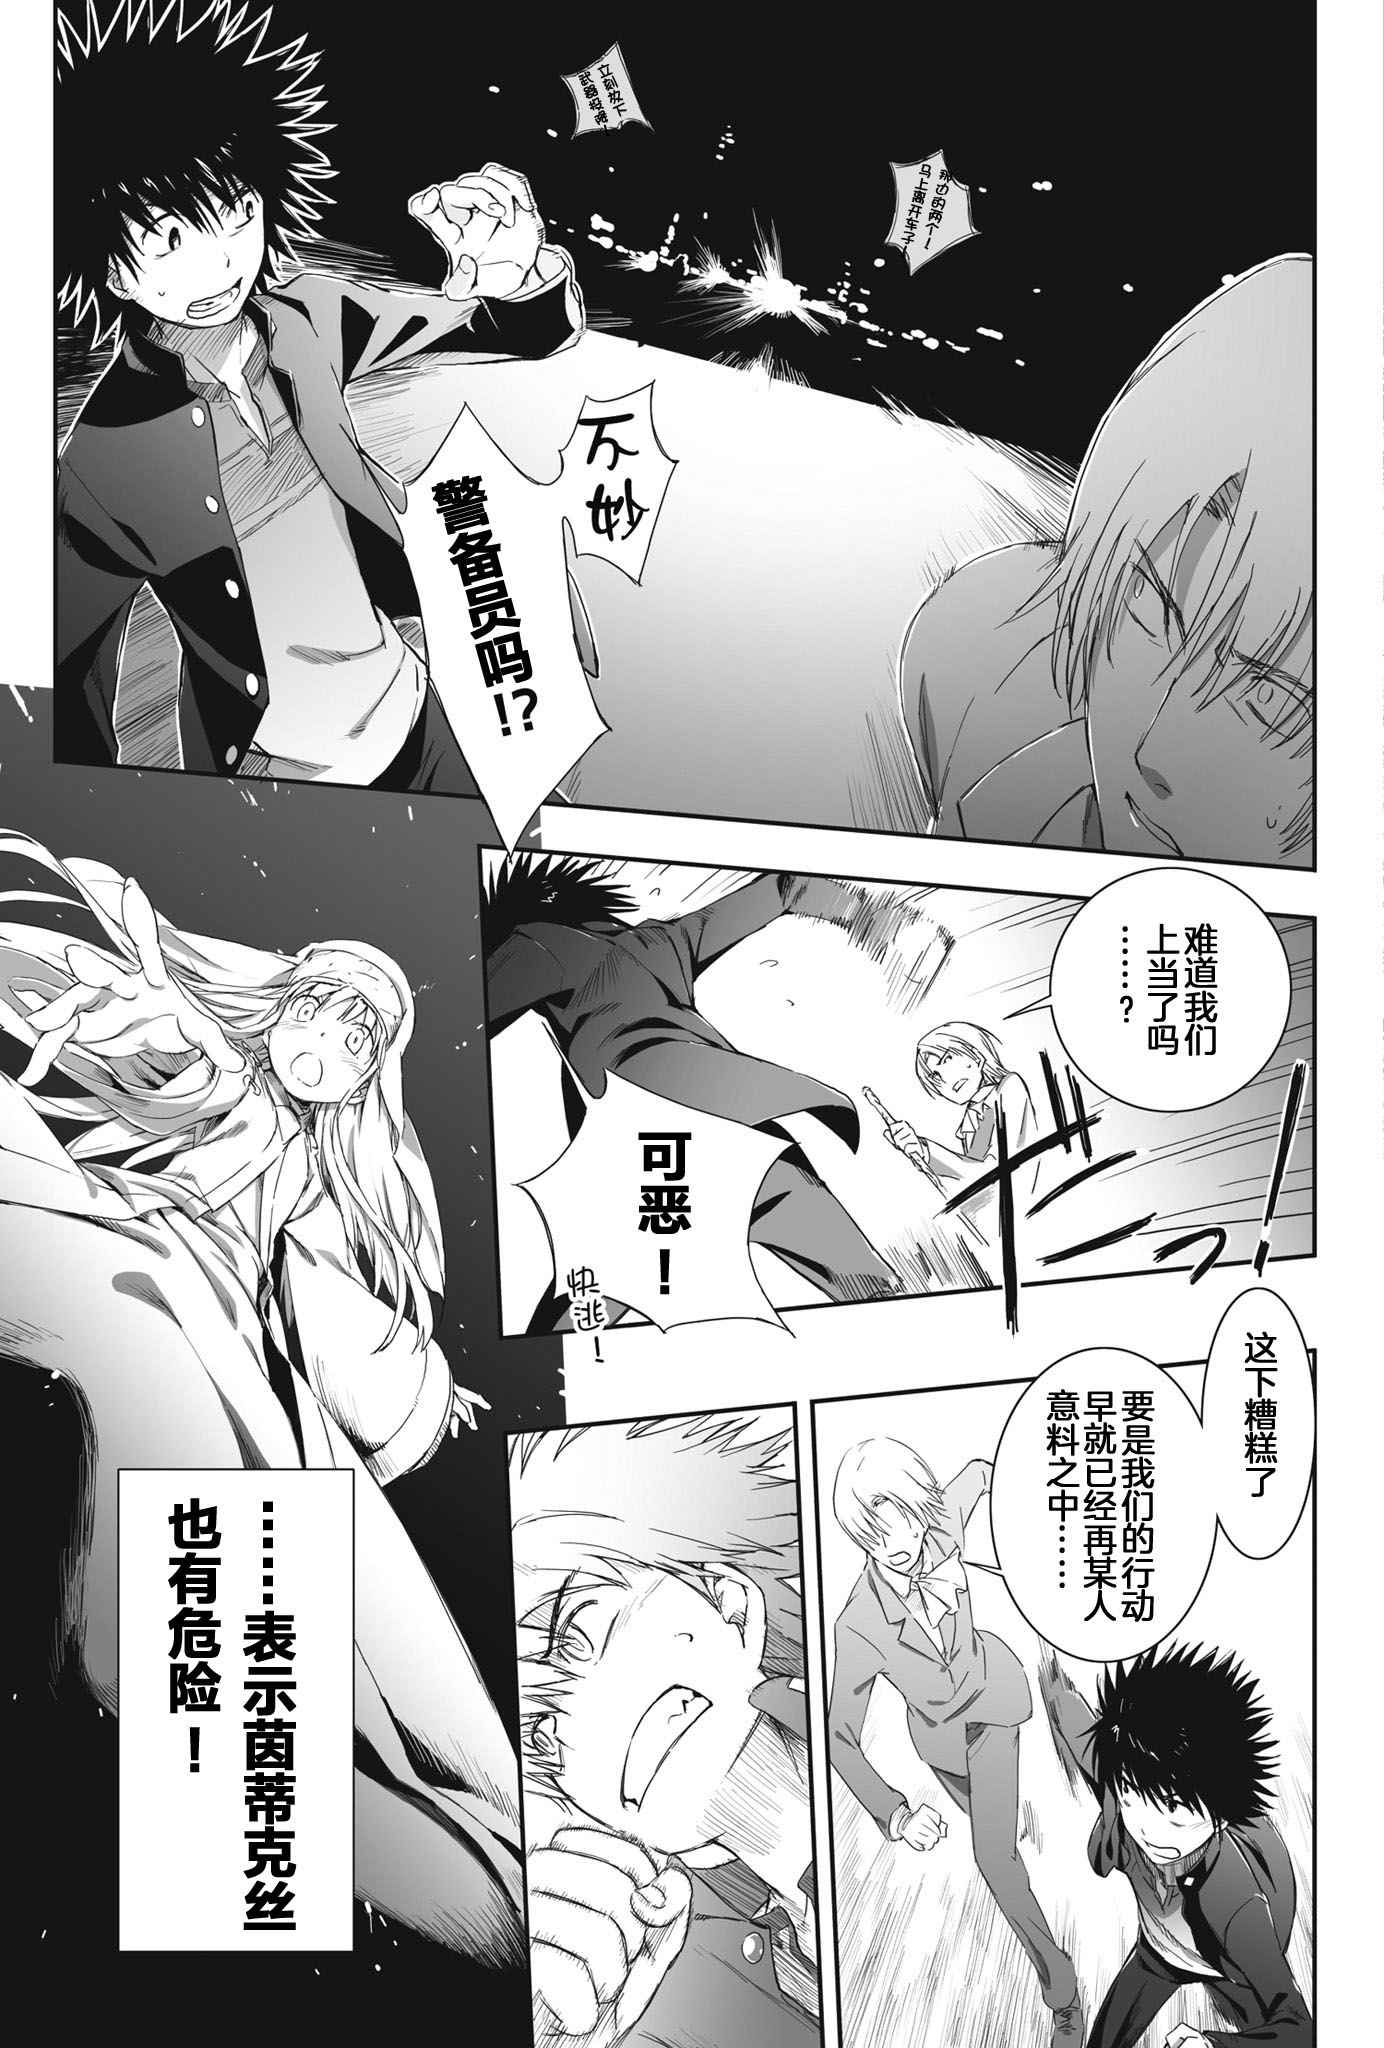 那边的两个！
马上离开车子！
立刻放下
武器投降！
不妙
警备员吗!?
难道我们
上当了吗
……?
ガッ!
可恶！
快逃！
这下糟糕了
要是我们的行动
早就已经再某人
意料之中……
……表示茵蒂克丝
也有危险！